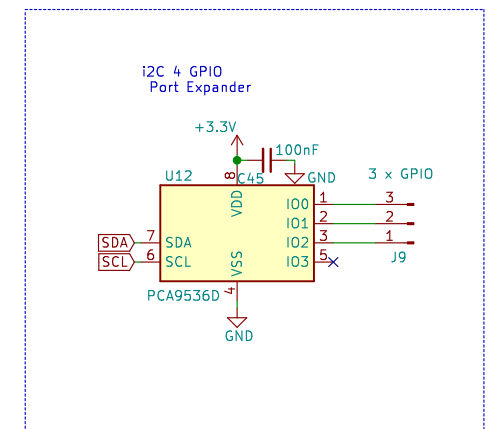 i2C 4 GPIO
Port Expander
+3.3V
100nF
C45
GND
U12
8
3 x GPIO
VDD
IO0 1 3
IO1 2 2
SDA 7 SDA
IO2 3 1
SCL 6 SCL
IO3 5
J9
VSS
PCA9536D
4
GND